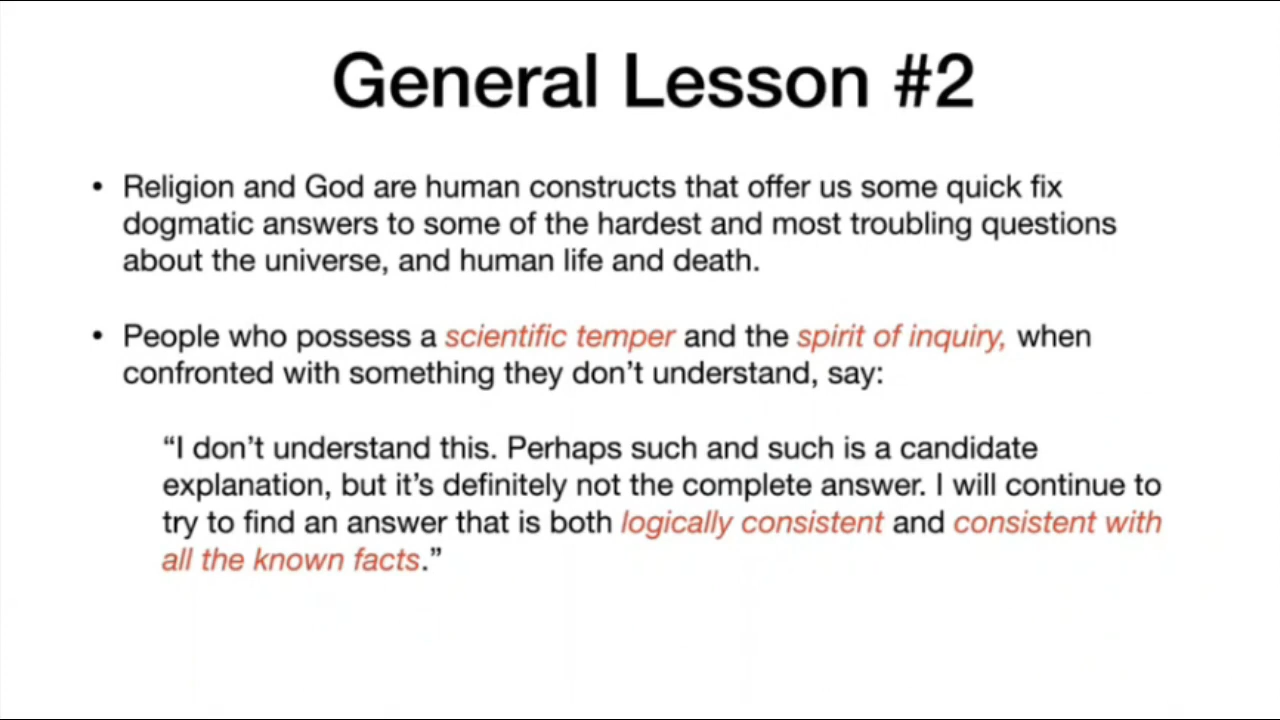 General Lesson #2
• Religion and God are human constructs that offer us some quick fix
dogmatic answers to some of the hardest and most troubling questions
about the universe, and human life and death.
• People who possess a scientific temper and the spirit of inquiry, when
confronted with something they don’t understand, say:
“I don’t understand this. Perhaps such and such is a candidate
explanation, but it’s definitely not the complete answer. I will continue to
try to find an answer that is both logically consistent and consistent with
all the known facts.”